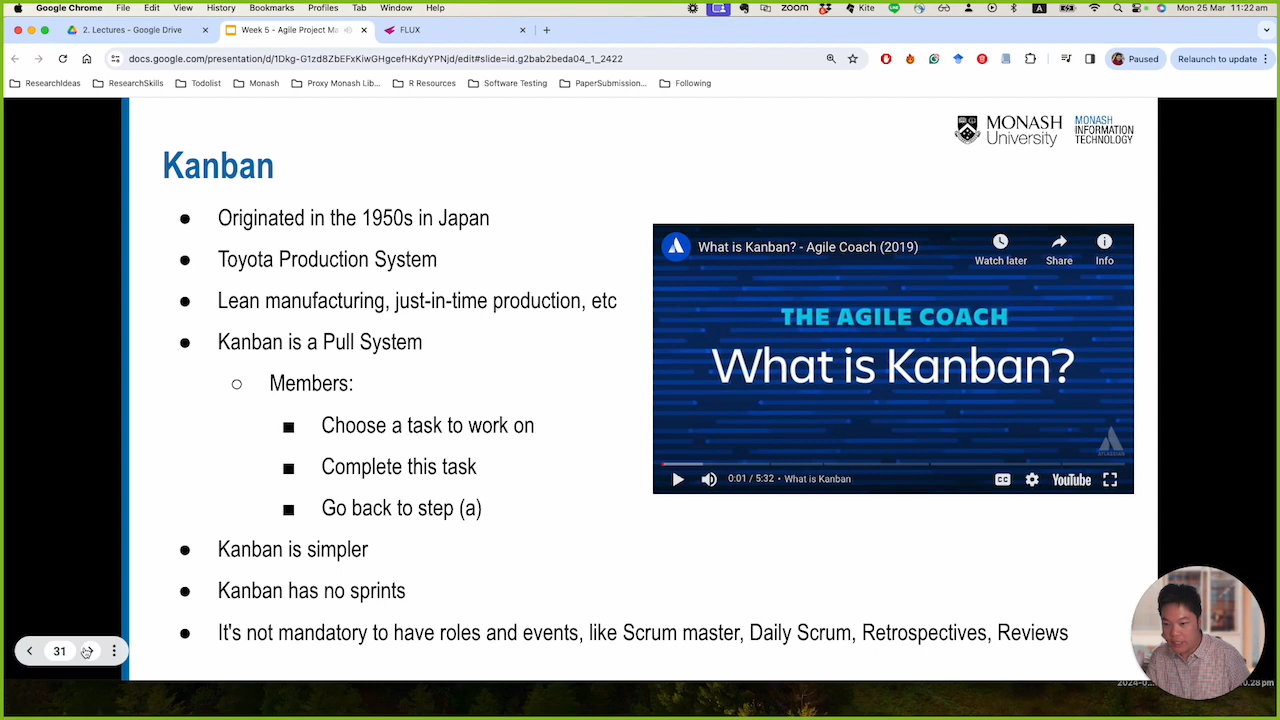 Google Chrome File Edit View History Bookmarks Profiles Tab Window Help zoom Kite A Mon 25 Mar 11:22am
2. Lectures - Google Drive Week 5 - Agile Project Ma FLUX
docs.google.com/presentation/d/1Dkg-G1zd8ZbEFxKiwGHgcefHKdyYPNjd/edit#slide=id.g2bab2beda04_1_2422 Paused Relaunch to update
ResearchIdeas ResearchSkills Todolist Monash Proxy Monash Lib... R Resources Software Testing PaperSubmission... Following
MONASH University
MONASH
INFORMATION
TECHNOLOGY
Kanban
Originated in the 1950s in Japan
Toyota Production System
Lean manufacturing, just-in-time production, etc
Kanban is a Pull System
Members:
Choose a task to work on
Complete this task
Go back to step (a)
Kanban is simpler
Kanban has no sprints
It's not mandatory to have roles and events, like Scrum master, Daily Scrum, Retrospectives, Reviews
What is Kanban? - Agile Coach (2019)
Watch later Share Info
THE AGILE COACH
What is Kanban?
ATLASSIAN
0:01 / 5:32 • What is Kanban CC YouTube
31